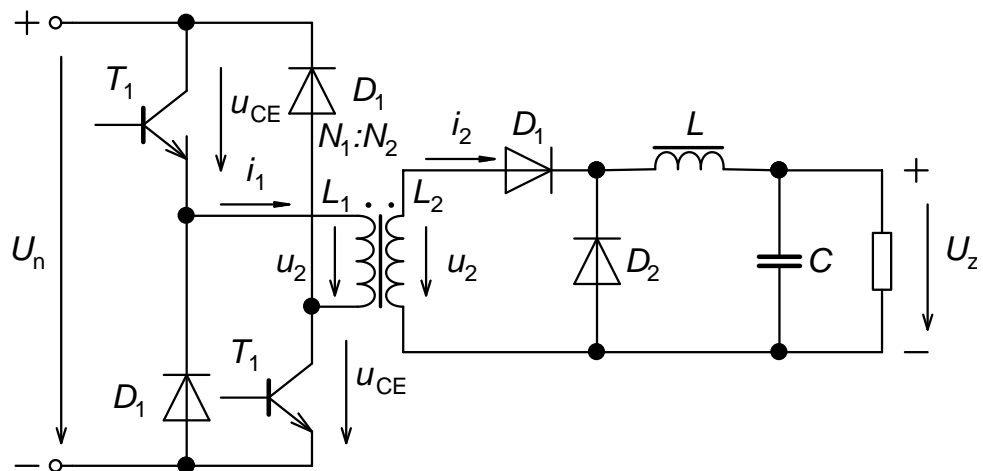 +
T1
uCE
D1
N1:N2
i2
D1
L
+
i1
L1
L2
Un
u2
u2
D2
C
Uz
T1
uCE
D1
−
−